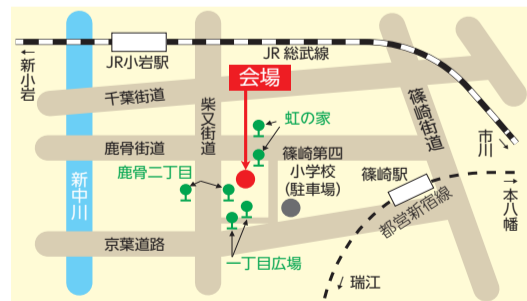 JR小岩駅
JR 総武線
←新小岩
会場
千葉街道
柴又街道
虹の家
篠崎街道
市川→
鹿骨街道
篠崎第四
小学校
（駐車場）
鹿骨二丁目
新中川
篠崎駅
→本八幡
都営新宿線
京葉道路
一丁目広場
↙瑞江